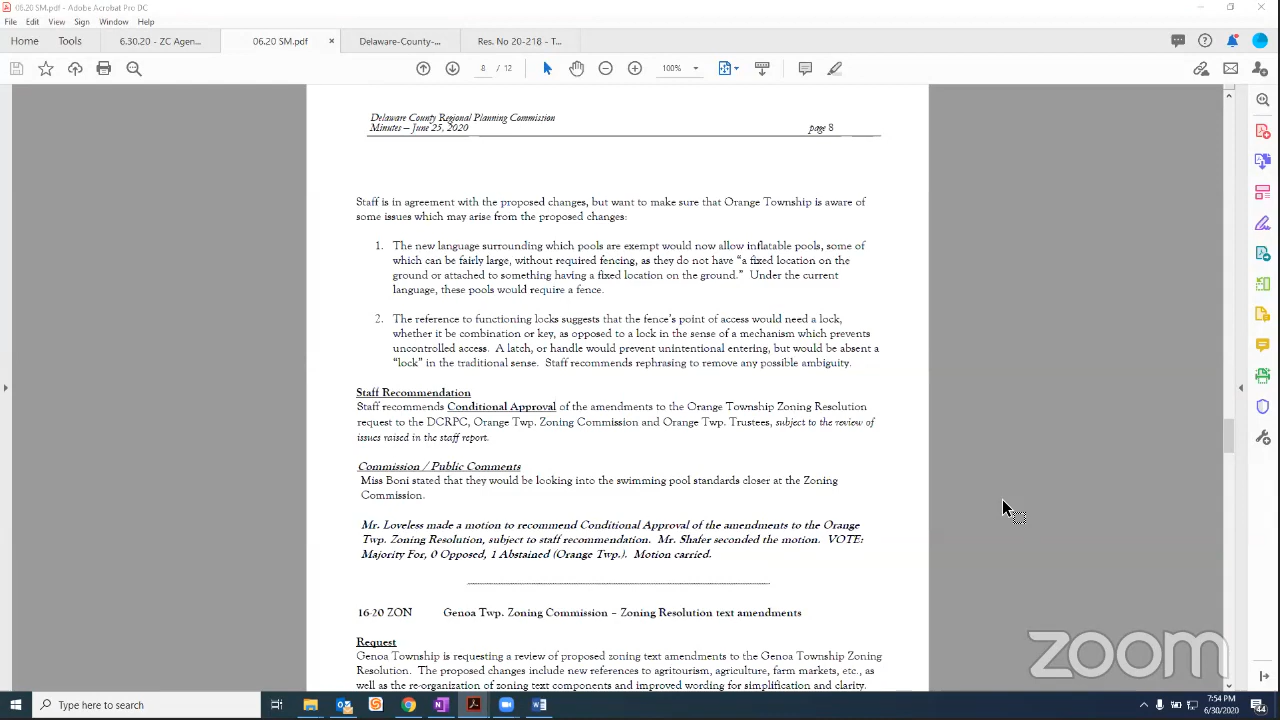 06.20 SM.pdf - Adobe Acrobat Pro DC
File Edit View Sign Window Help
Home Tools 6.30.20 - ZC Agen... 06.20 SM.pdf × Delaware-County-... Res. No 20-218 - T...
8 / 12 100%
Delaware County Regional Planning Commission
Minutes – June 25, 2020 page 8
Staff is in agreement with the proposed changes, but want to make sure that Orange Township is aware of
some issues which may arise from the proposed changes:
1. The new language surrounding which pools are exempt would now allow inflatable pools, some of
which can be fairly large, without required fencing, as they do not have “a fixed location on the
ground or attached to something having a fixed location on the ground.” Under the current
language, these pools would require a fence.
2. The reference to functioning locks suggests that the fence’s point of access would need a lock,
whether it be combination or key, as opposed to a lock in the sense of a mechanism which prevents
uncontrolled access. A latch, or handle would prevent unintentional entering, but would be absent a
“lock” in the traditional sense. Staff recommends rephrasing to remove any possible ambiguity.
Staff Recommendation
Staff recommends Conditional Approval of the amendments to the Orange Township Zoning Resolution
request to the DCRPC, Orange Twp. Zoning Commission and Orange Twp. Trustees, subject to the review of
issues raised in the staff report.
Commission / Public Comments
Miss Boni stated that they would be looking into the swimming pool standards closer at the Zoning
Commission.
Mr. Loveless made a motion to recommend Conditional Approval of the amendments to the Orange
Twp. Zoning Resolution, subject to staff recommendation. Mr. Shafer seconded the motion. VOTE:
Majority For, 0 Opposed, 1 Abstained (Orange Twp.). Motion carried.
16-20 ZON Genoa Twp. Zoning Commission – Zoning Resolution text amendments
Request
Genoa Township is requesting a review of proposed zoning text amendments to the Genoa Township Zoning
Resolution. The proposed changes include new references to agritourism, agriculture, farm markets, etc., as
well as the re-organization of zoning text components and improved wording for simplification and clarity.
zoom
Type here to search
7:54 PM
6/30/2020
44